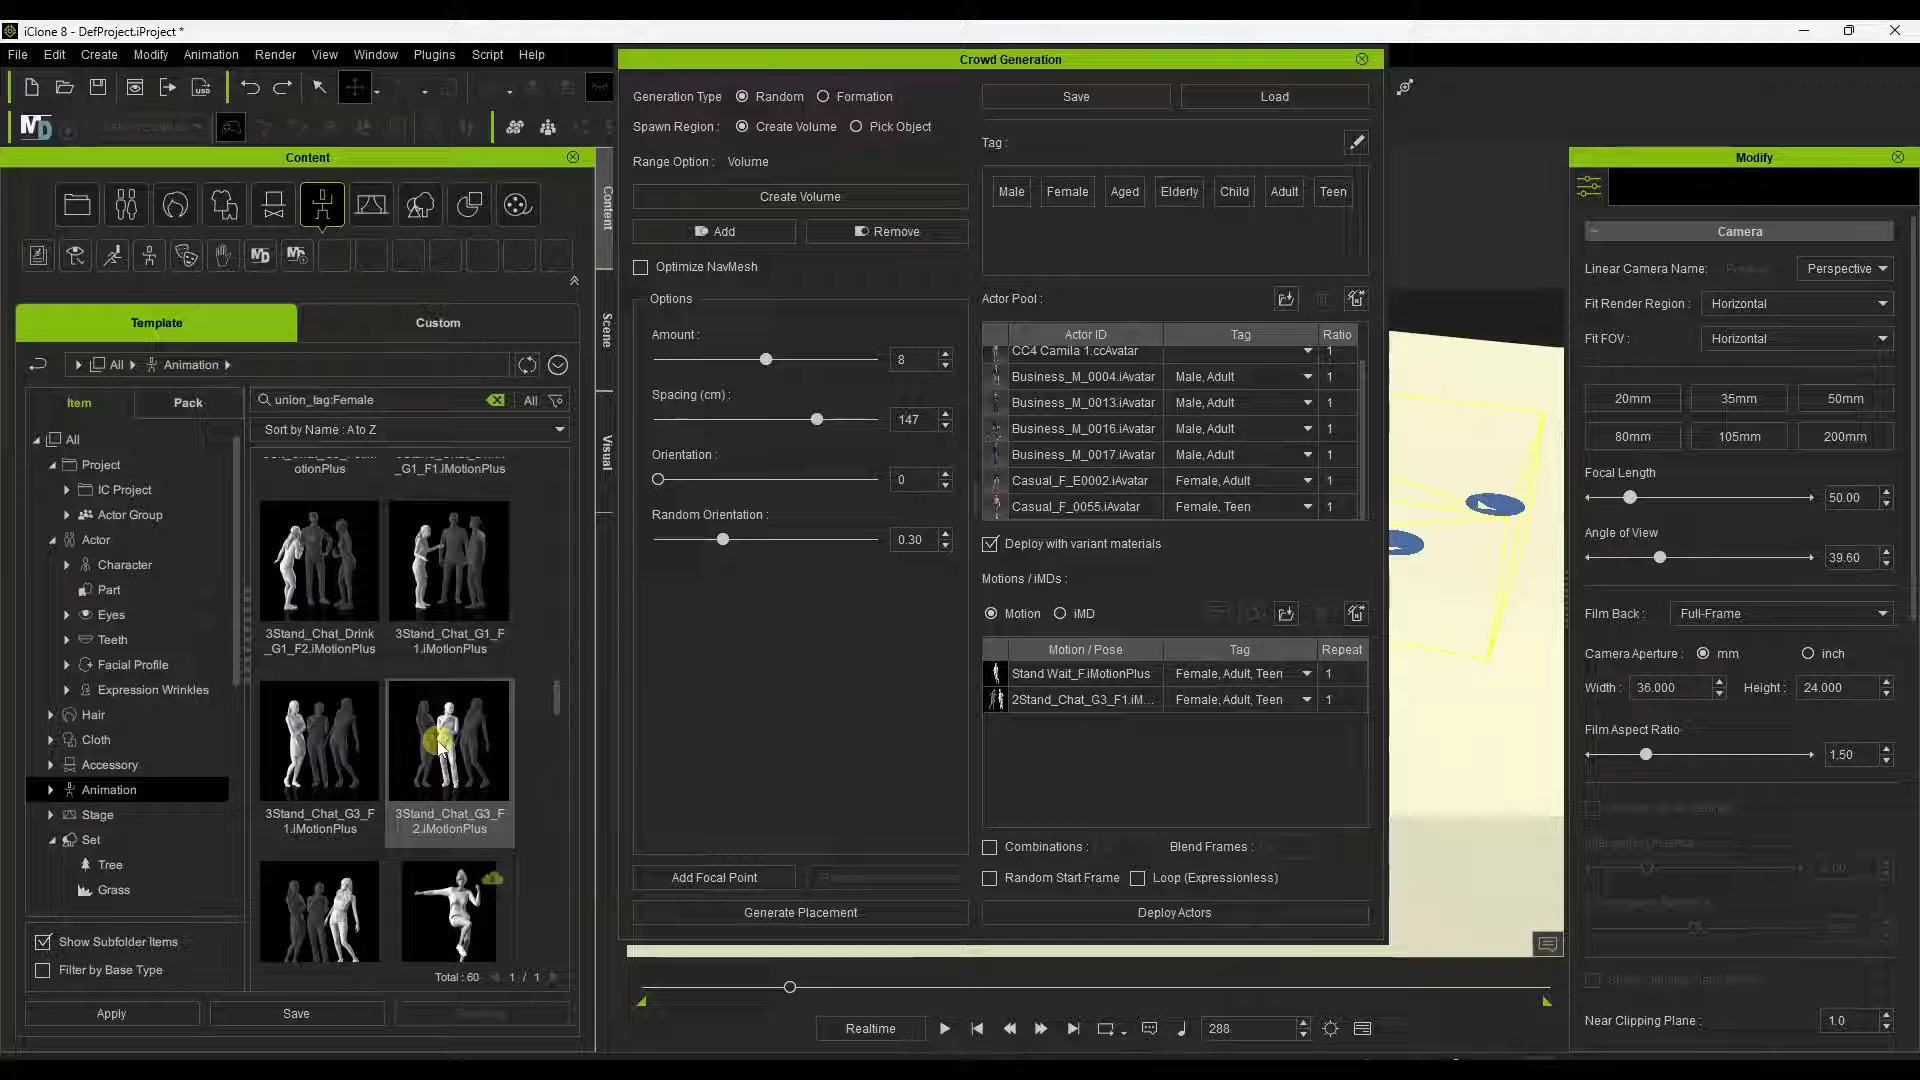 iClone 8 - DefProject.iProject *
File Edit Create Modify Animation Render View Window Plugins Script Help
Content
Template Custom
All Animation
Item Pack
union_tag:Female All
Sort by Name : A to Z
All
Project
IC Project
Actor Group
Actor
Character
Part
Eyes
Teeth
Facial Profile
Expression Wrinkles
Hair
Cloth
Accessory
Animation
Stage
Set
Tree
Grass
otionPlus
_G1_F1.iMotionPlus
3Stand_Chat_Drink
_G1_F2.iMotionPlus
3Stand_Chat_G1_F
1.iMotionPlus
3Stand_Chat_G3_F
1.iMotionPlus
3Stand_Chat_G3_F
2.iMotionPlus
Show Subfolder Items
Filter by Base Type
Total : 60 1 / 1
Apply Save
Content
Scene
Visual
Crowd Generation
Generation Type Random Formation
Spawn Region : Create Volume Pick Object
Range Option : Volume
Create Volume
Add Remove
Optimize NavMesh
Options
Amount :
8
Spacing (cm) :
147
Orientation :
0
Random Orientation :
0.30
Add Focal Point
Generate Placement
Save Load
Tag :
Male Female Aged Elderly Child Adult Teen
Actor Pool :
Actor ID Tag Ratio
CC4 Camila 1.ccAvatar 1
Business_M_0004.iAvatar Male, Adult 1
Business_M_0013.iAvatar Male, Adult 1
Business_M_0016.iAvatar Male, Adult 1
Business_M_0017.iAvatar Male, Adult 1
Casual_F_E0002.iAvatar Female, Adult 1
Casual_F_0055.iAvatar Female, Teen 1
Deploy with variant materials
Motions / iMDs :
Motion iMD
Motion / Pose Tag Repeat
Stand Wait_F.iMotionPlus Female, Adult, Teen 1
2Stand_Chat_G3_F1.iM... Female, Adult, Teen 1
Combinations : Blend Frames :
Random Start Frame Loop (Expressionless)
Deploy Actors
Realtime 288
Modify
Camera
Linear Camera Name: Perspective
Fit Render Region : Horizontal
Fit FOV : Horizontal
20mm 35mm 50mm
80mm 105mm 200mm
Focal Length
50.00
Angle of View
39.60
Film Back : Full-Frame
Camera Aperture : mm inch
Width : 36.000 Height : 24.000
Film Aspect Ratio
1.50
Near Clipping Plane : 1.0